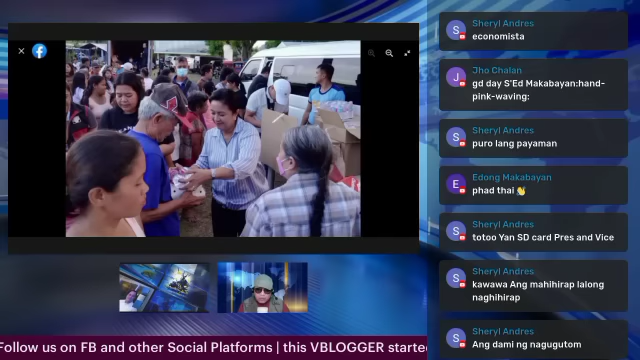 Sheryl Andres
economista
Jho Chalan
gd day S'Ed Makabayan:hand-
pink-waving:
Sheryl Andres
puro lang payaman
Edong Makabayan
phad thai👋
Sheryl Andres
totoo Yan SD card Pres and Vice
Sheryl Andres
kawawa Ang mahihirap lalong
naghihirap
Sheryl Andres
Ang dami ng nagugutom
Follow us on FB and other Social Platforms | this VBLOGGER starte